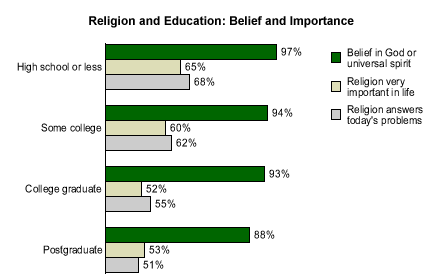 Religion and Education: Belief and Importance
High school or less
97%
65%
68%
Some college
94%
60%
62%
College graduate
93%
52%
55%
Postgraduate
88%
53%
51%
Belief in God or
universal spirit
Religion very
important in life
Religion answers
today's problems